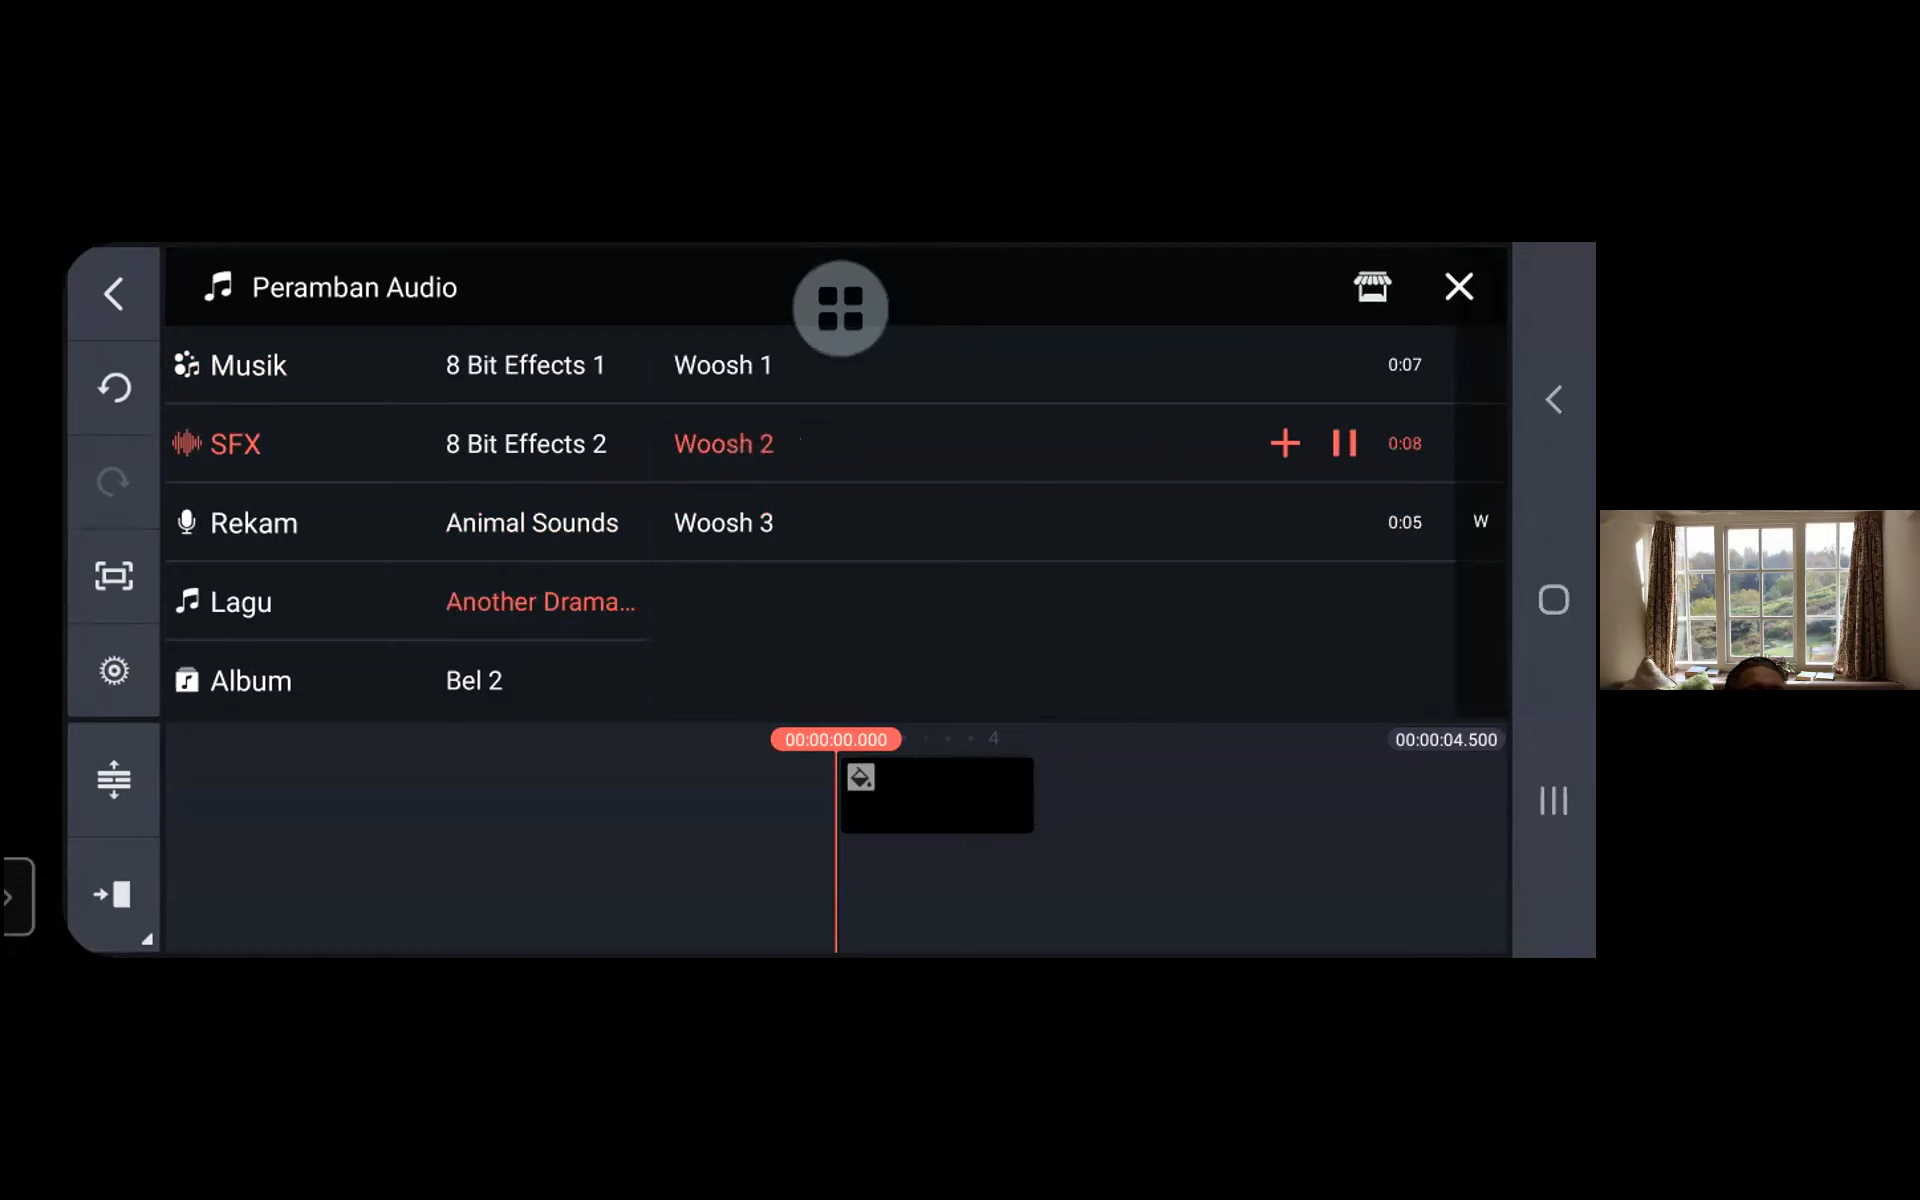 Peramban Audio
Musik 8 Bit Effects 1 Woosh 1 0:07
SFX 8 Bit Effects 2 Woosh 2 0:08
Rekam Animal Sounds Woosh 3 0:05 W
Lagu Another Drama...
Album Bel 2
00:00:00.000 4 00:00:04.500